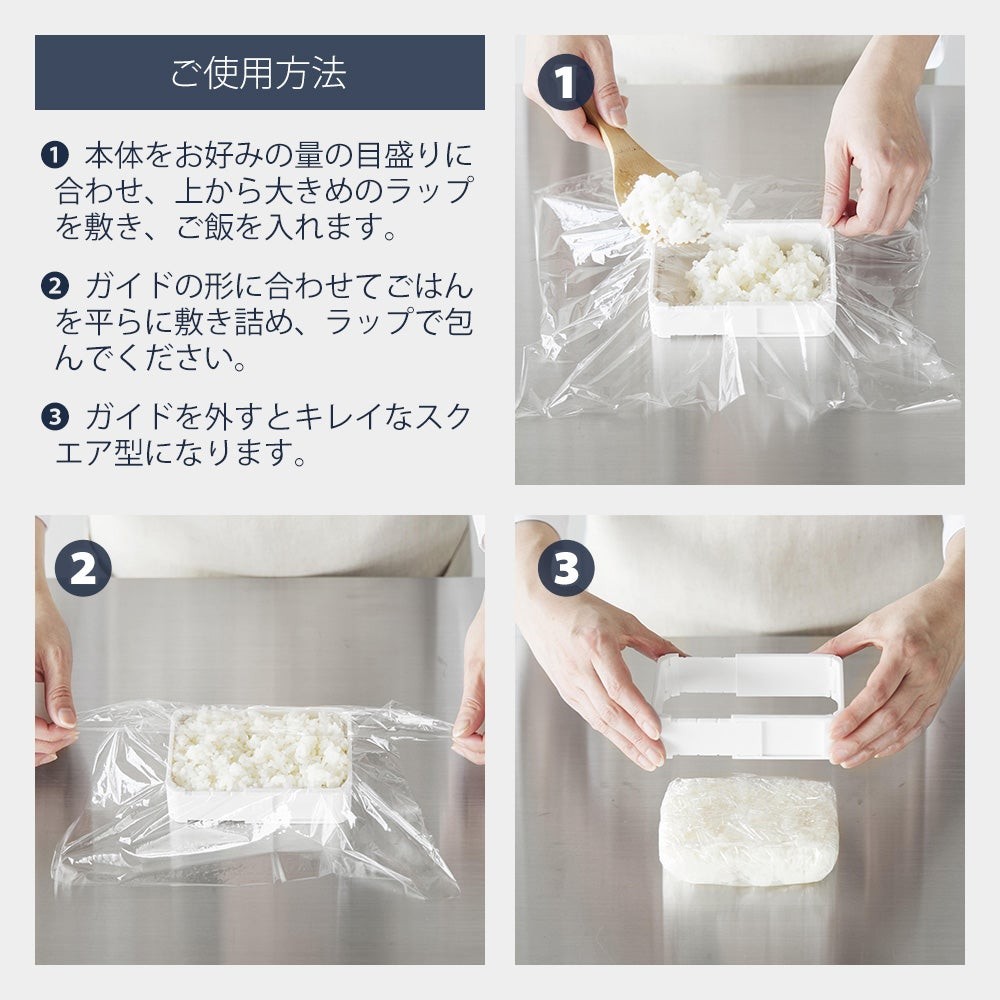 ご使用方法
❶ 本体をお好みの量の目盛りに
合わせ、上から大きめのラップ
を敷き、ご飯を入れます。
❷ ガイドの形に合わせてごはん
を平らに敷き詰め、ラップで包
んでください。
❸ ガイドを外すとキレイなスク
エア型になります。
1
2
3